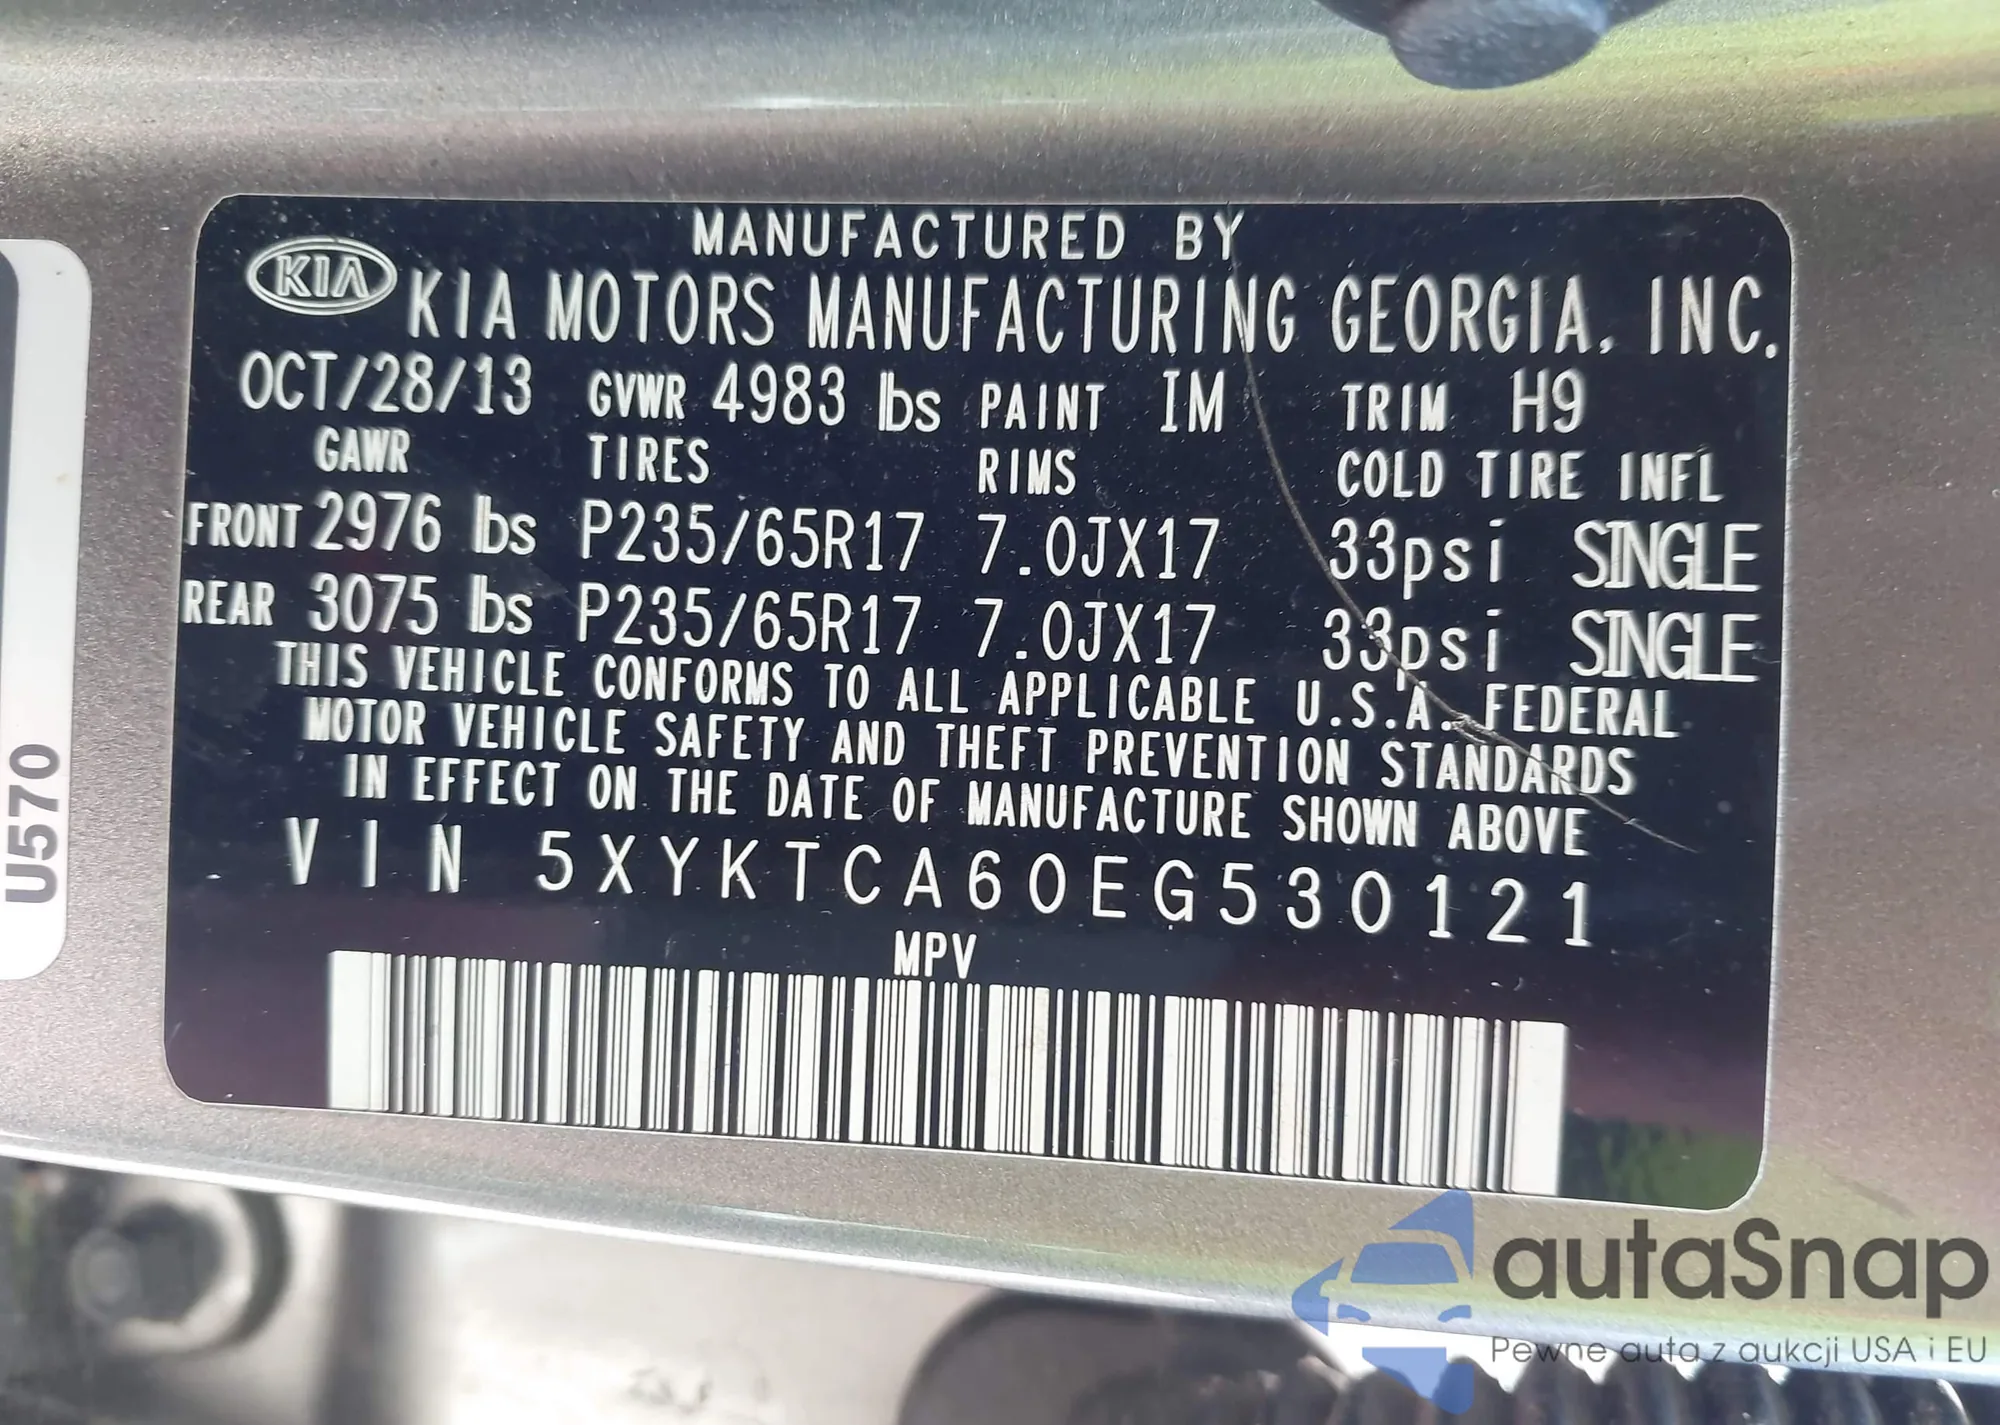 MANUFACTURED BY
KIA KIA MOTORS MANUFACTURING GEORGIA, INC.
OCT/28/13 GVWR 4983 lbs PAINT IM TRIM H9
GAWR TIRES RIMS COLD TIRE INFL
FRONT 2976 lbs P235/65R17 7.0JX17 33psi SINGLE
REAR 3075 lbs P235/65R17 7.0JX17 33psi SINGLE
THIS VEHICLE CONFORMS TO ALL APPLICABLE U.S.A. FEDERAL
MOTOR VEHICLE SAFETY AND THEFT PREVENTION STANDARDS
IN EFFECT ON THE DATE OF MANUFACTURE SHOWN ABOVE
VIN 5XYKTCA60EG530121
MPV
U570
autaSnap
Pewne auta z aukcji USA i EU